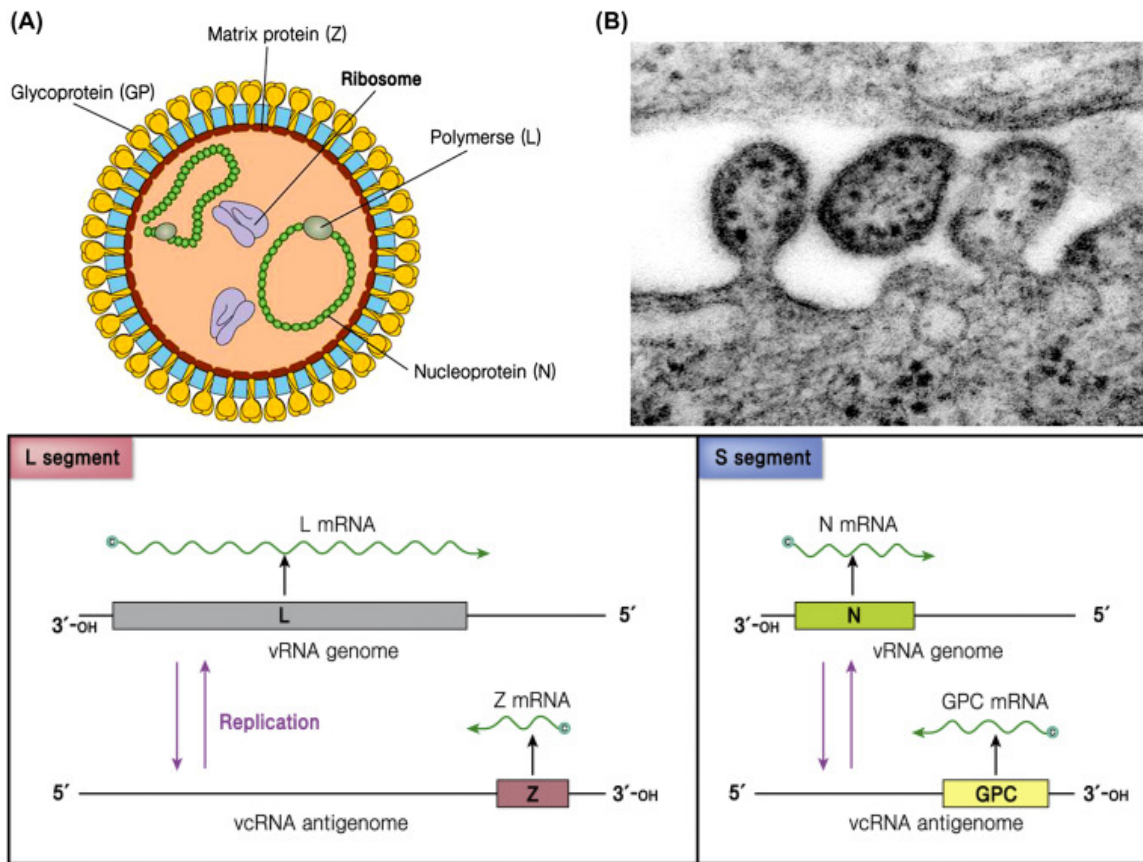 (A)
(B)
Matrix protein (Z)
Ribosome
Glycoprotein (GP)
Polymerse (L)
Nucleoprotein (N)
L segment
L mRNA
©
L
3′-OH
5′
vRNA genome
Replication
Z mRNA
©
Z
5′
3′-OH
vcRNA antigenome
S segment
N mRNA
©
N
3′-OH
5′
vRNA genome
GPC mRNA
©
GPC
5′
3′-OH
vcRNA antigenome